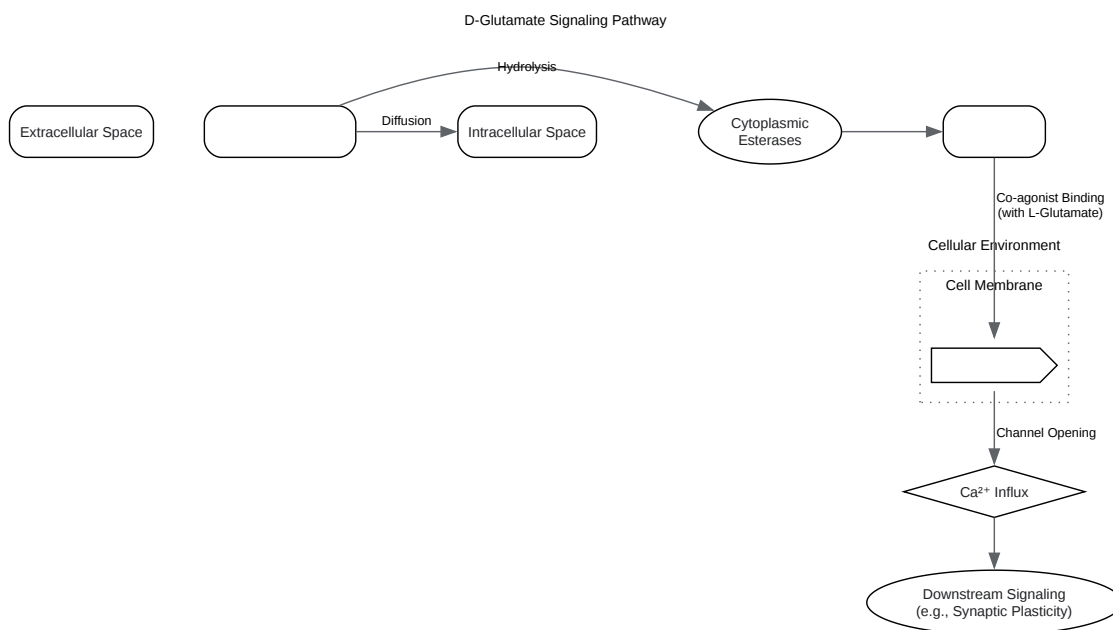 D-Glutamate Signaling Pathway
Hydrolysis
Extracellular Space
Diffusion
Intracellular Space
Cytoplasmic
Esterases
Co-agonist Binding
(with L-Glutamate)
Cellular Environment
Cell Membrane
Channel Opening
Ca²⁺ Influx
Downstream Signaling
(e.g., Synaptic Plasticity)